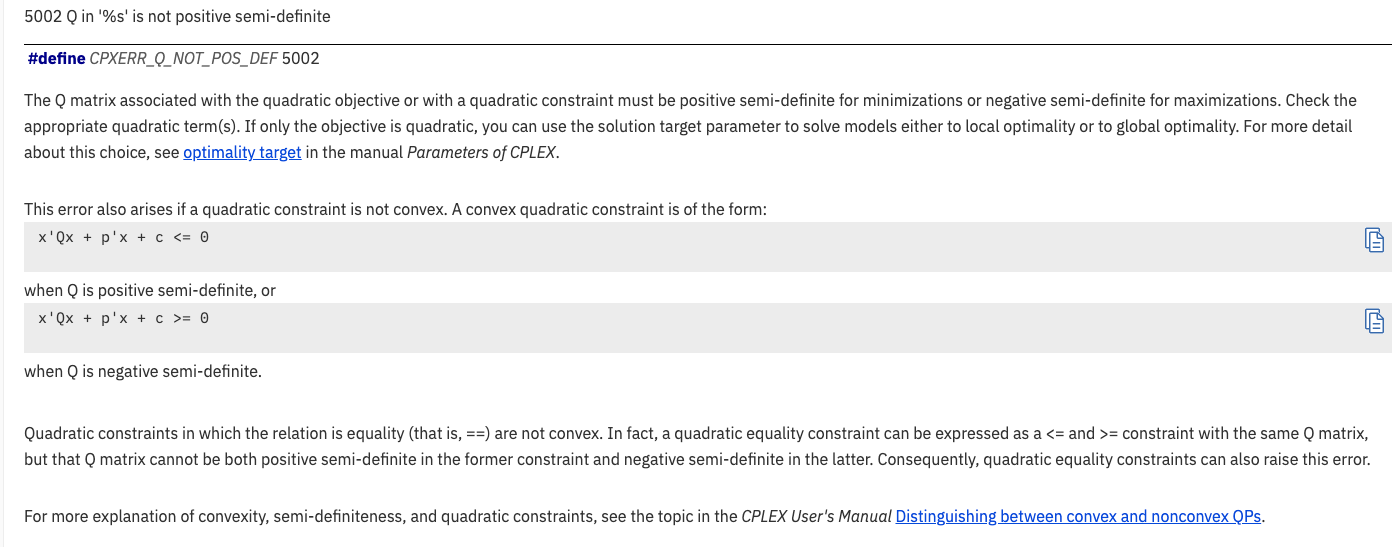 5002 Q in '%s' is not positive semi-definite
#define CPXERR_Q_NOT_POS_DEF 5002
The Q matrix associated with the quadratic objective or with a quadratic constraint must be positive semi-definite for minimizations or negative semi-definite for maximizations. Check the
appropriate quadratic term(s). If only the objective is quadratic, you can use the solution target parameter to solve models either to local optimality or to global optimality. For more detail
about this choice, see optimality target in the manual Parameters of CPLEX.
This error also arises if a quadratic constraint is not convex. A convex quadratic constraint is of the form:
x'Qx + p'x + c <= 0
when Q is positive semi-definite, or
x'Qx + p'x + c >= 0
when Q is negative semi-definite.
Quadratic constraints in which the relation is equality (that is, ==) are not convex. In fact, a quadratic equality constraint can be expressed as a <= and >= constraint with the same Q matrix,
but that Q matrix cannot be both positive semi-definite in the former constraint and negative semi-definite in the latter. Consequently, quadratic equality constraints can also raise this error.
For more explanation of convexity, semi-definiteness, and quadratic constraints, see the topic in the CPLEX User's Manual Distinguishing between convex and nonconvex QPs.